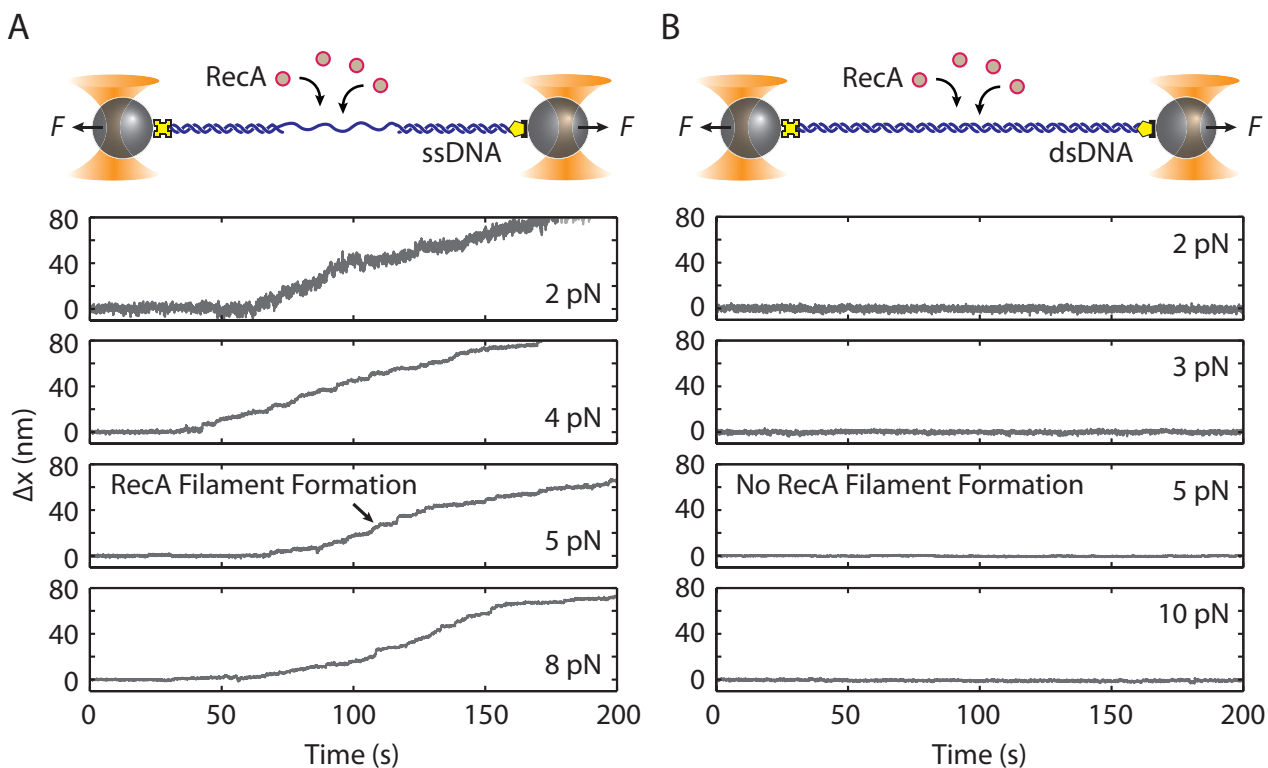 A
RecA
F
F
ssDNA
80
40
0
2 pN
80
40
0
4 pN
80
40
0
RecA Filament Formation
5 pN
80
40
0
8 pN
0 50 100 150 200
Time (s)
Δx (nm)
B
RecA
F
F
dsDNA
80
40
0
2 pN
80
40
0
3 pN
80
40
0
No RecA Filament Formation
5 pN
80
40
0
10 pN
0 50 100 150 200
Time (s)